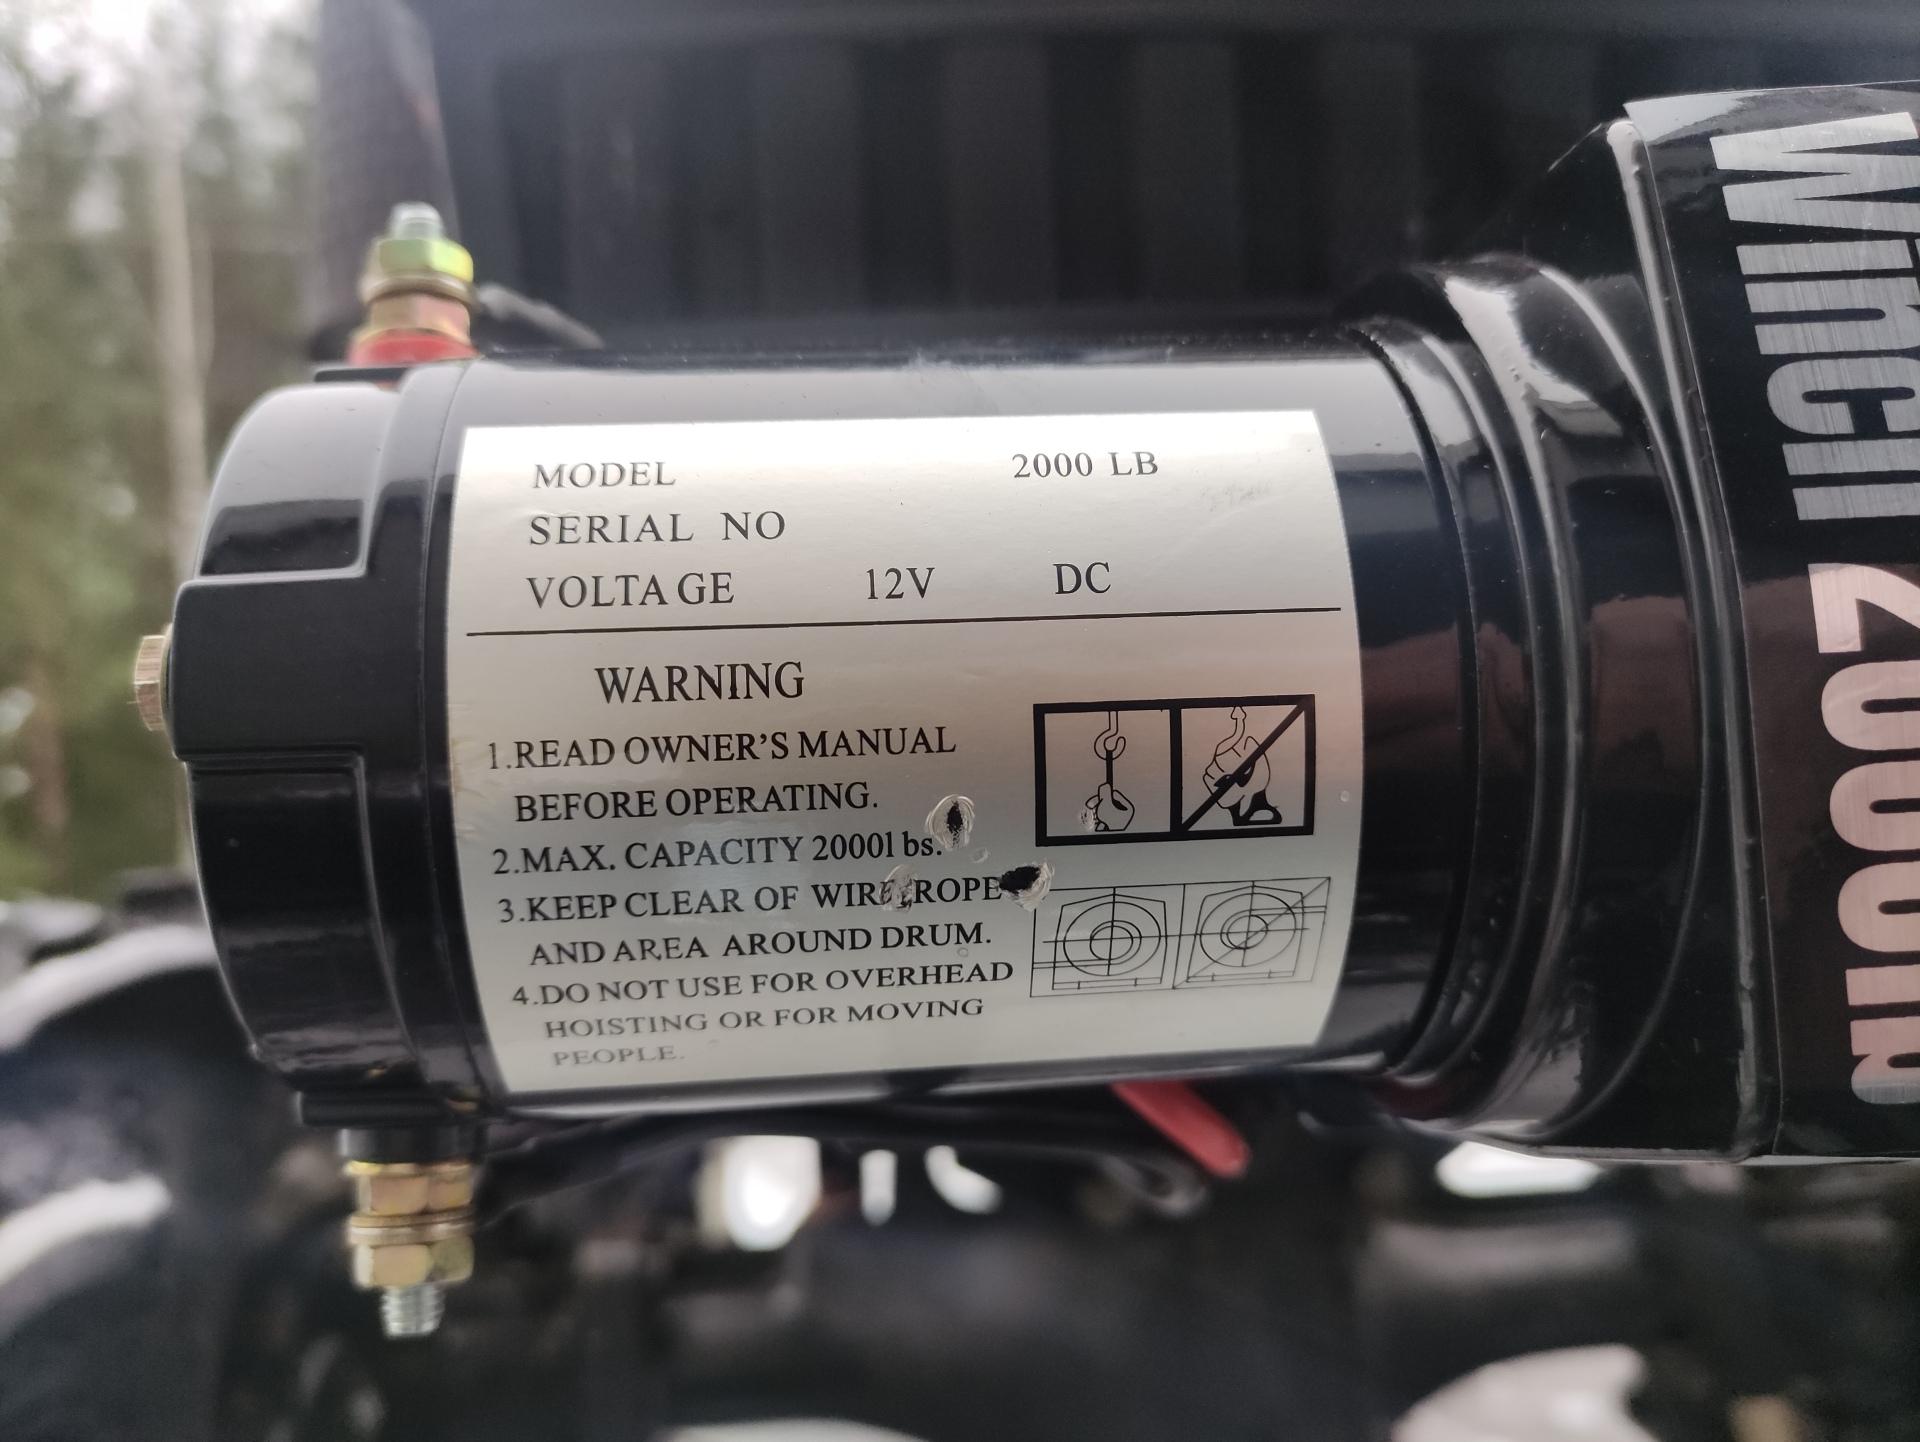 MODEL 2000 LB
SERIAL NO
VOLTAGE 12V DC
WARNING
1.READ OWNER'S MANUAL
BEFORE OPERATING.
2.MAX. CAPACITY 2000l bs.
3.KEEP CLEAR OF WIRE ROPE
AND AREA AROUND DRUM.
4.DO NOT USE FOR OVERHEAD
HOISTING OR FOR MOVING
PEOPLE.
Winch 2000lb